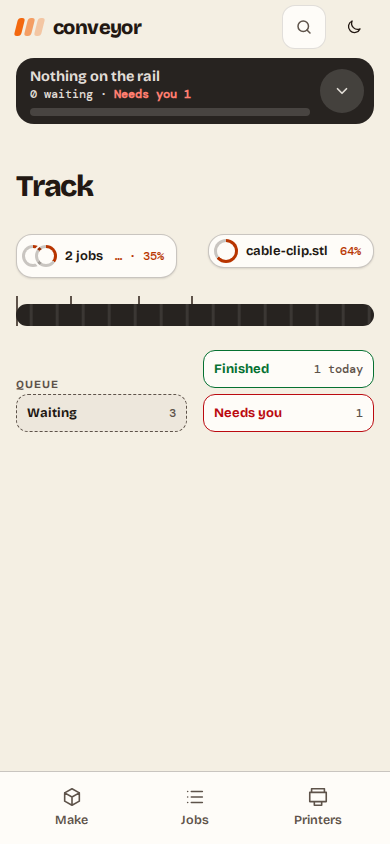 conveyor
Nothing on the rail
0 waiting · Needs you 1
Track
2 jobs … · 35%
cable-clip.stl 64%
Finished 1 today
QUEUE
Waiting 3
Needs you 1
Make
Jobs
Printers